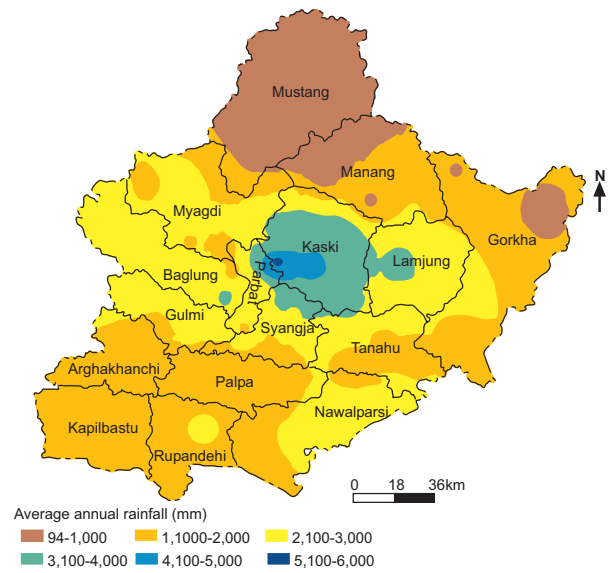 Mustang
Manang
N
Myagdi
Gorkha
Kaski
Lamjung
Baglung
Parbat
Gulmi
Syangja
Tanahu
Arghakhanchi
Palpa
Nawalparsi
Kapilbastu
Rupandehi
0 18 36km
Average annual rainfall (mm)
94-1,000 1,1000-2,000 2,100-3,000
3,100-4,000 4,100-5,000 5,100-6,000